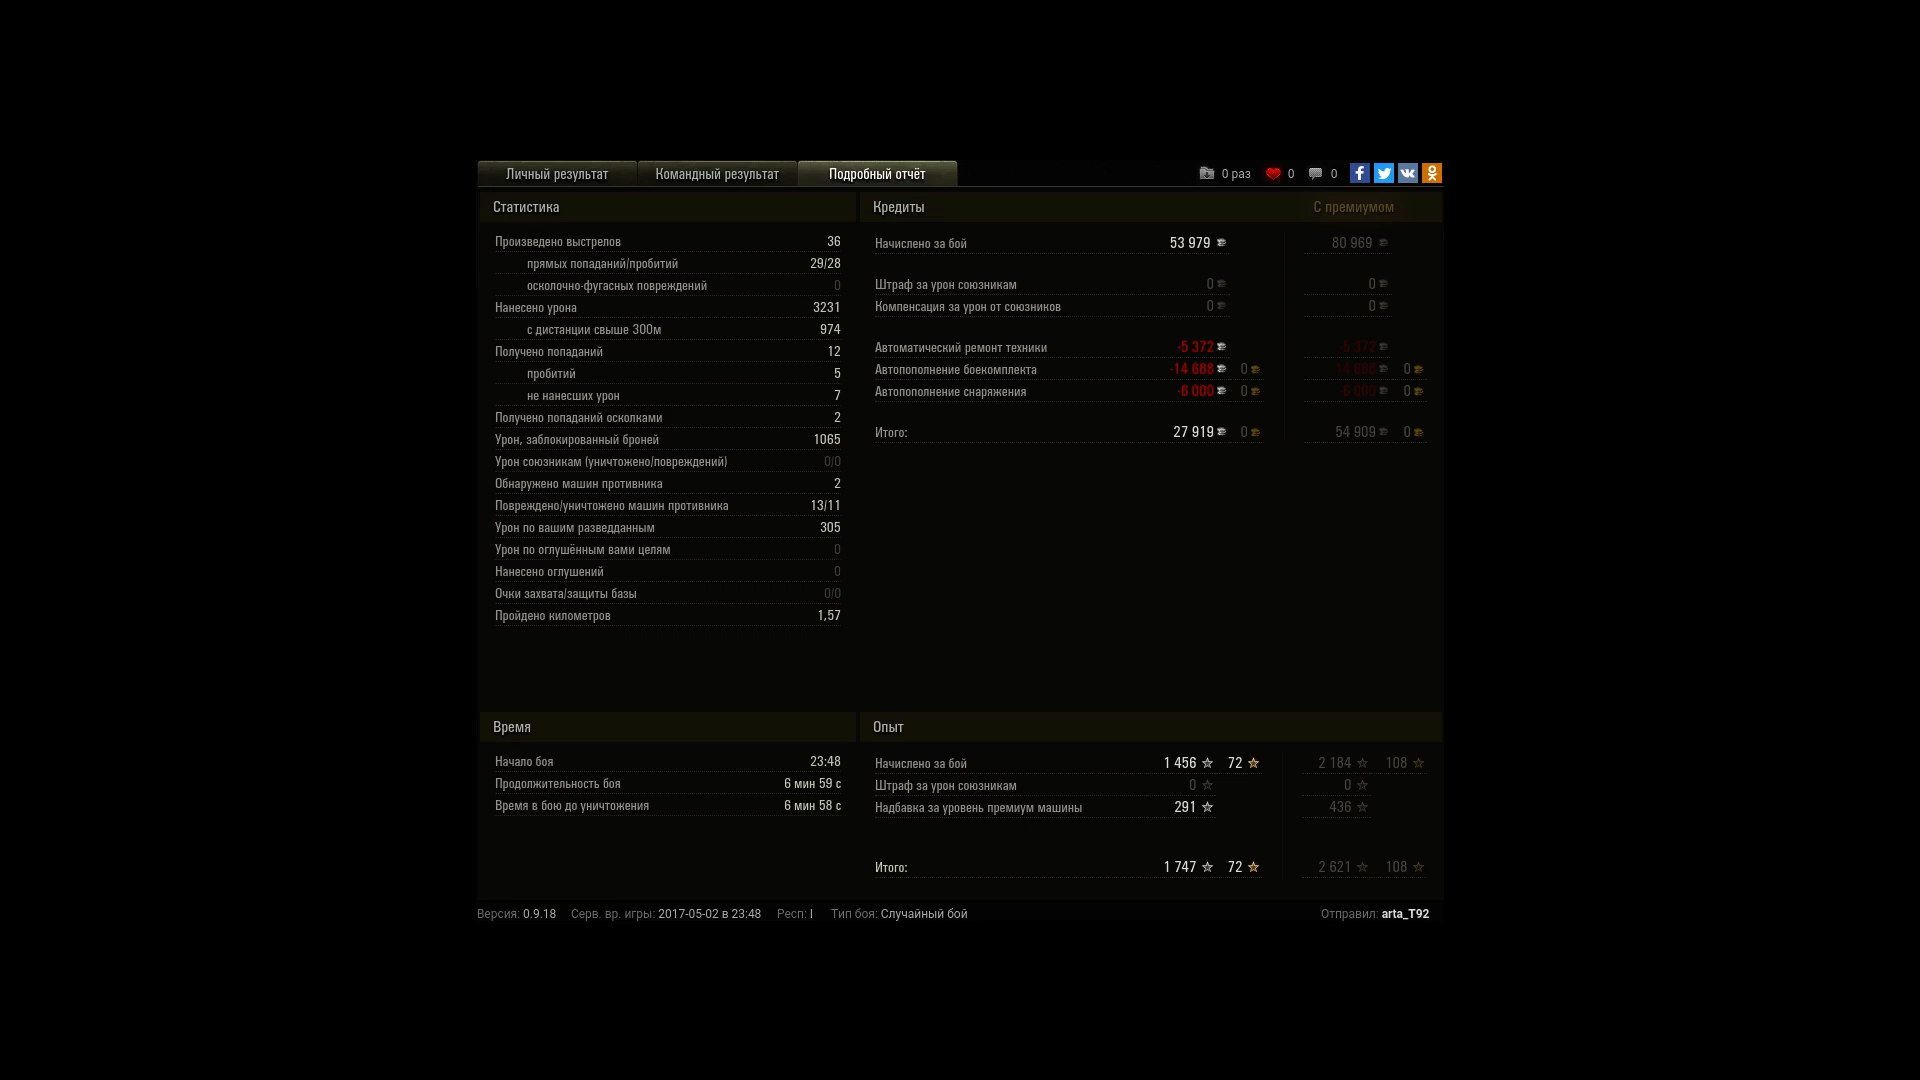 Личный результат Командный результат Подробный отчёт 0 раз 0 0
Статистика
Произведено выстрелов 36
прямых попаданий/пробитий 29/28
осколочно-фугасных повреждений 0
Нанесено урона 3231
с дистанции свыше 300м 974
Получено попаданий 12
пробитий 5
не нанесших урон 7
Получено попаданий осколками 2
Урон, заблокированный броней 1065
Урон союзникам (уничтожено/повреждений) 0/0
Обнаружено машин противника 2
Повреждено/уничтожено машин противника 13/11
Урон по вашим разведданным 305
Урон по оглушённым вами целям 0
Нанесено оглушений 0
Очки захвата/защиты базы 0/0
Пройдено километров 1,57
Кредиты С премиумом
Начислено за бой 53 979 80 969
Штраф за урон союзникам 0 0
Компенсация за урон от союзников 0 0
Автоматический ремонт техники -5 372 -5 372
Автопополнение боекомплекта -14 688 0 -14 688 0
Автопополнение снаряжения -6 000 0 -6 000 0
Итого: 27 919 0 54 909 0
Время
Начало боя 23:48
Продолжительность боя 6 мин 59 с
Время в бою до уничтожения 6 мин 58 с
Опыт
Начислено за бой 1 456 72 2 184 108
Штраф за урон союзникам 0 0
Надбавка за уровень премиум машины 291 436
Итого: 1 747 72 2 621 108
Версия: 0.9.18 Серв. вр. игры: 2017-05-02 в 23:48 Респ: I Тип боя: Случайный бой Отправил: arta_T92